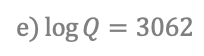 e) log Q = 3062